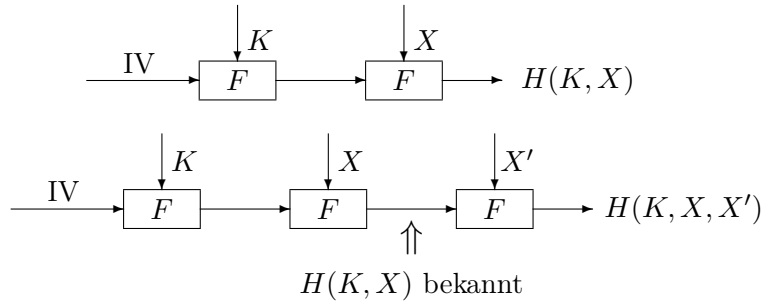 K X
IV F F H(K, X)
K X X′
IV F F F H(K, X, X′)
⇑
H(K, X) bekannt